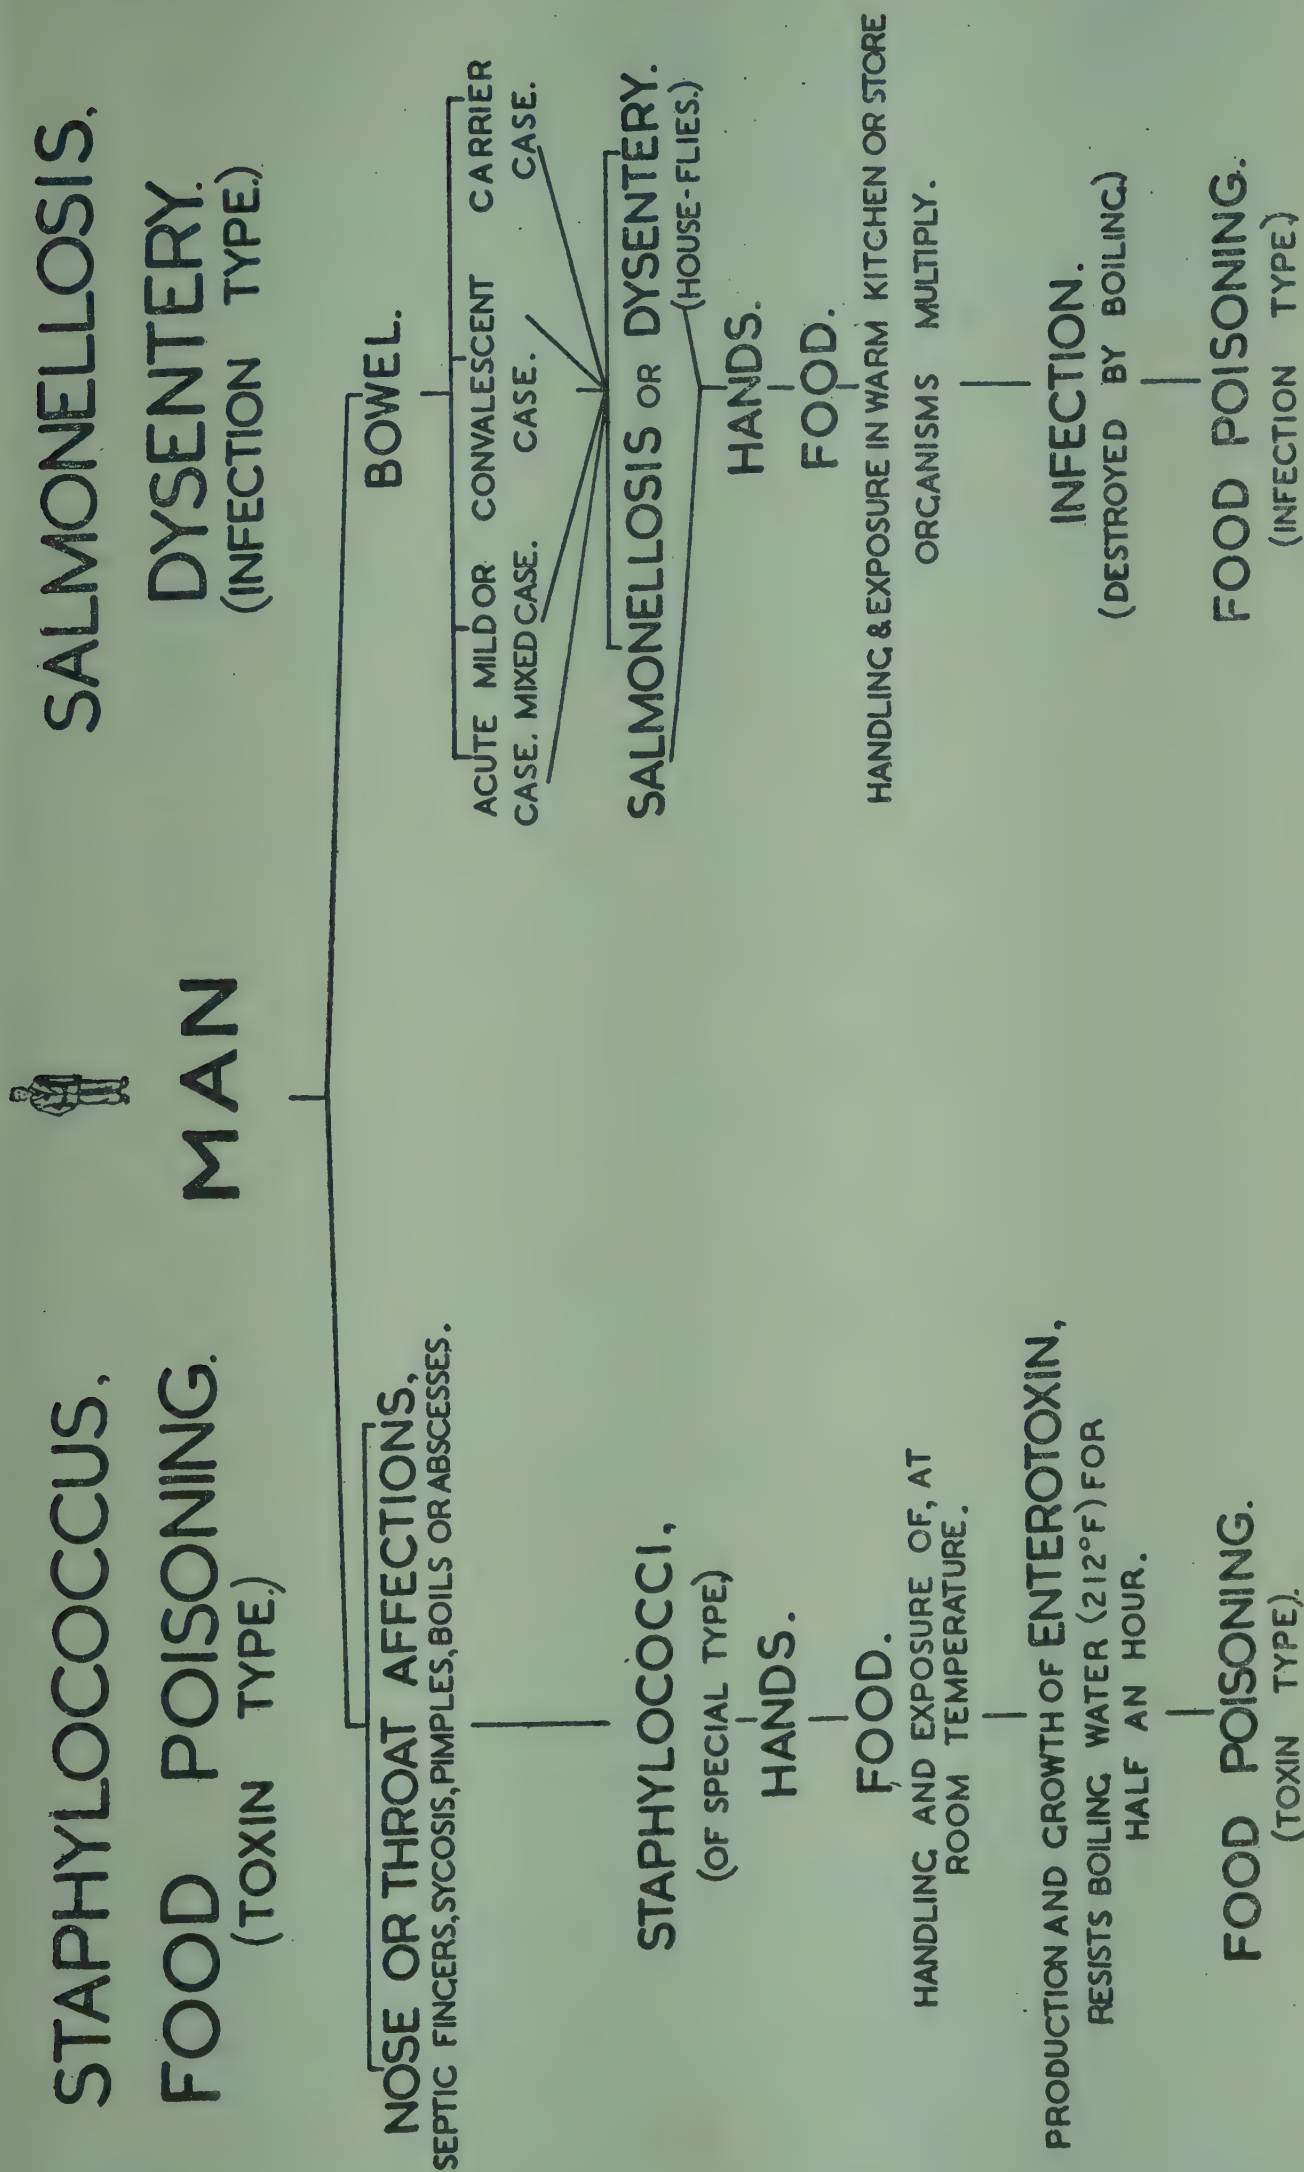 STAPHYLOCOCCUS,
FOOD POISONING.
(TOXIN TYPE.)
MAN
SALMONELLOSIS,
DYSENTERY.
(INFECTION TYPE.)
NOSE OR THROAT AFFECTIONS,
SEPTIC FINGERS, SYCOSIS, PIMPLES, BOILS OR ABSCESSES.
STAPHYLOCOCCI,
(OF SPECIAL TYPE)
HANDS.
FOOD.
HANDLING, AND EXPOSURE OF, AT
ROOM TEMPERATURE.
PRODUCTION AND GROWTH OF ENTEROTOXIN,
RESISTS BOILING WATER (212°F) FOR
HALF AN HOUR.
FOOD POISONING.
(TOXIN TYPE).
BOWEL.
ACUTE MILD OR CONVALESCENT CARRIER
CASE. MIXED CASE. CASE. CASE.
SALMONELLOSIS OR DYSENTERY.
(HOUSE-FLIES.)
HANDS.
FOOD.
HANDLING & EXPOSURE IN WARM KITCHEN OR STORE
ORGANISMS MULTIPLY.
INFECTION.
(DESTROYED BY BOILING)
FOOD POISONING.
(INFECTION TYPE.)